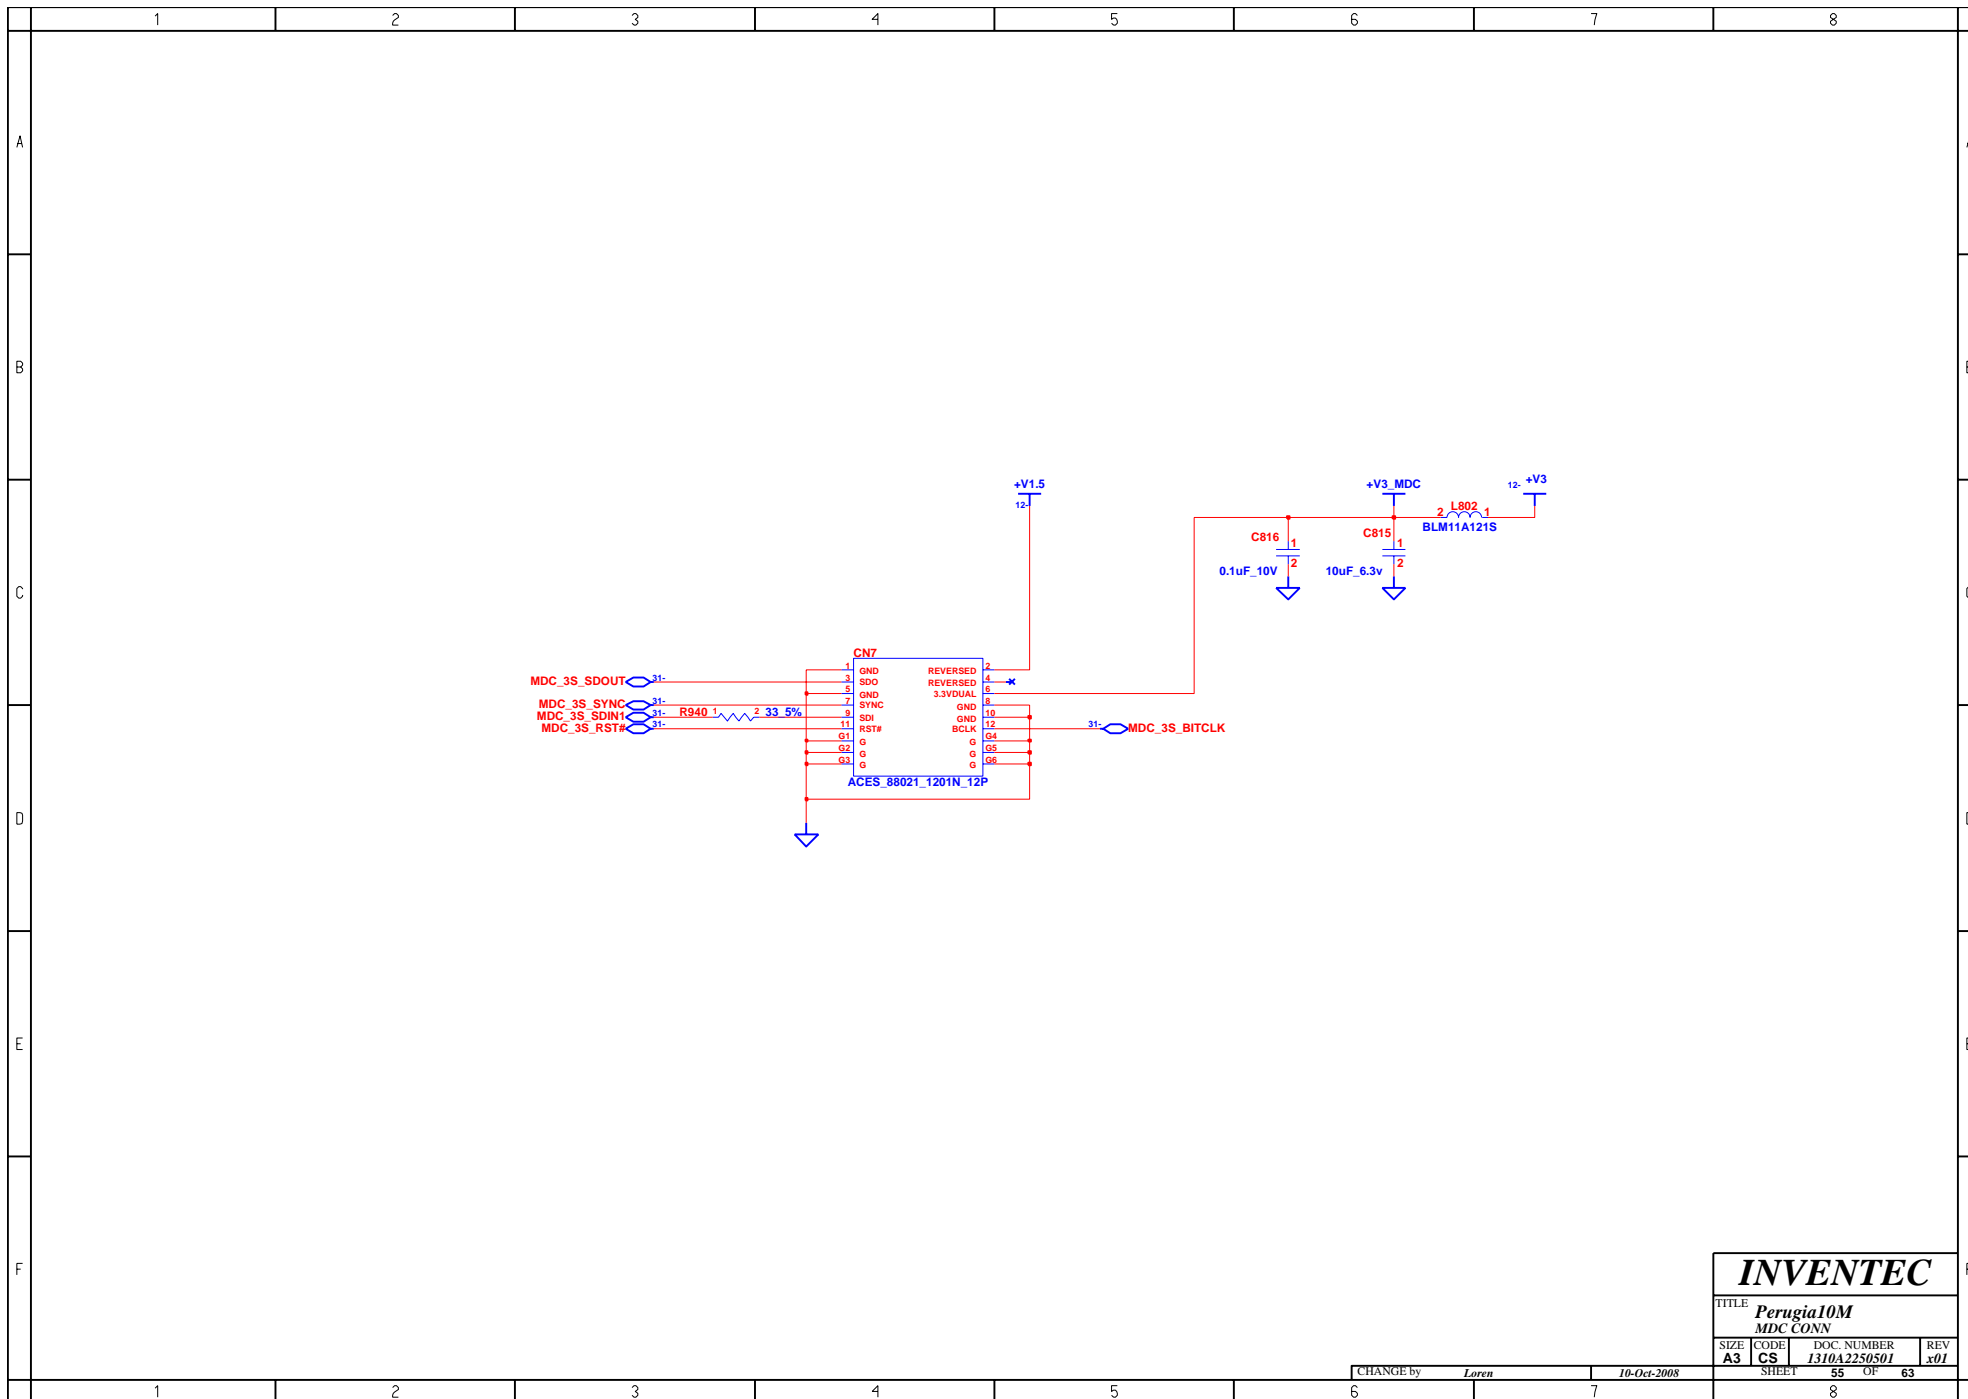 1 2 3 4 5 6 7 8
A
B
C
D
E
F
+V1.5
12-
+V3_MDC
12- +V3
2 L802 1
BLM11A121S
C816 1
2
0.1uF_10V
C815 1
2
10uF_6.3v
CN7
1 GND REVERSED 2
MDC_3S_SDOUT 31- 3 SDO REVERSED 4
5 GND 3.3VDUAL 6
MDC_3S_SYNC 31- 7 SYNC GND 8
MDC_3S_SDIN1 31- R940 1 2 33_5% 9 SDI GND 10
MDC_3S_RST# 31- 11 RST# BCLK 12 31- MDC_3S_BITCLK
G1 G G G4
G2 G G G5
G3 G G G6
ACES_88021_1201N_12P
INVENTEC
TITLE Perugia10M
MDC CONN
SIZE CODE DOC. NUMBER REV
A3 CS 1310A2250501 x01
CHANGE by Loren 10-Oct-2008 SHEET 55 OF 63
1 2 3 4 5 6 7 8